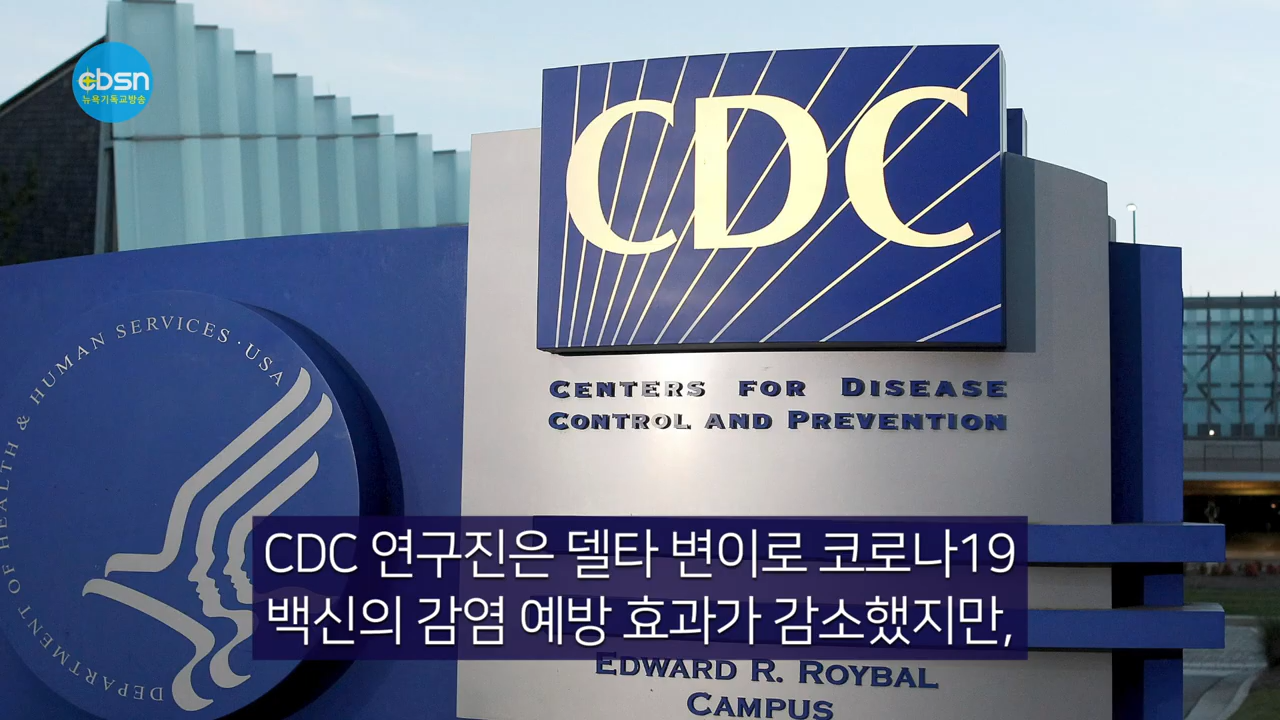 cbsn
뉴욕기독교방송
CDC
CENTERS FOR DISEASE
CONTROL AND PREVENTION
DEPARTMENT OF HEALTH & HUMAN SERVICES · USA
CDC 연구진은 델타 변이로 코로나19
백신의 감염 예방 효과가 감소했지만,
EDWARD R. ROYBAL
CAMPUS